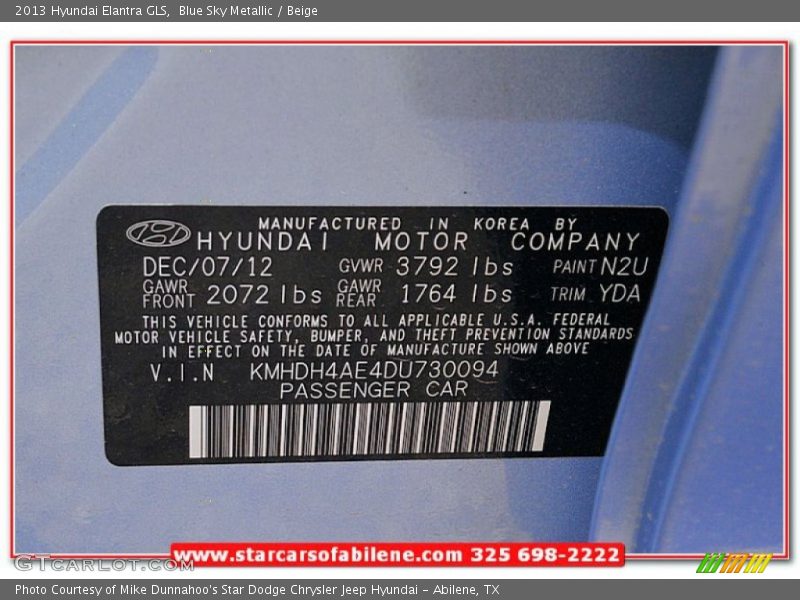 2013 Hyundai Elantra GLS,  Blue Sky Metallic / Beige
MANUFACTURED IN KOREA BY
HYUNDAI MOTOR COMPANY
DEC/07/12 GVWR 3792 lbs PAINT N2U
GAWR FRONT 2072 lbs GAWR REAR 1764 lbs TRIM YDA
THIS VEHICLE CONFORMS TO ALL APPLICABLE U.S.A. FEDERAL
MOTOR VEHICLE SAFETY, BUMPER, AND THEFT PREVENTION STANDARDS
IN EFFECT ON THE DATE OF MANUFACTURE SHOWN ABOVE
V.I.N KMHDH4AE4DU730094
PASSENGER CAR
www.starcarsofabilene.com 325 698-2222
GTCARLOT.COM
Photo Courtesy of Mike Dunnahoo's Star Dodge Chrysler Jeep Hyundai – Abilene, TX